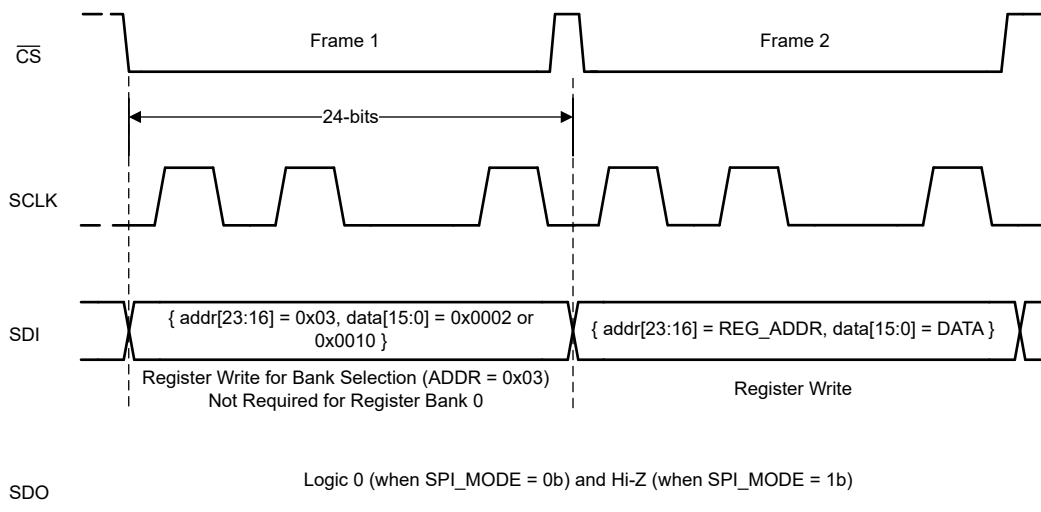 Frame 1
Frame 2
CS
24-bits
SCLK
SDI
{ addr[23:16] = 0x03, data[15:0] = 0x0002 or
0x0010 }
{ addr[23:16] = REG_ADDR, data[15:0] = DATA }
Register Write for Bank Selection (ADDR = 0x03)
Not Required for Register Bank 0
Register Write
SDO
Logic 0 (when SPI_MODE = 0b) and Hi-Z (when SPI_MODE = 1b)